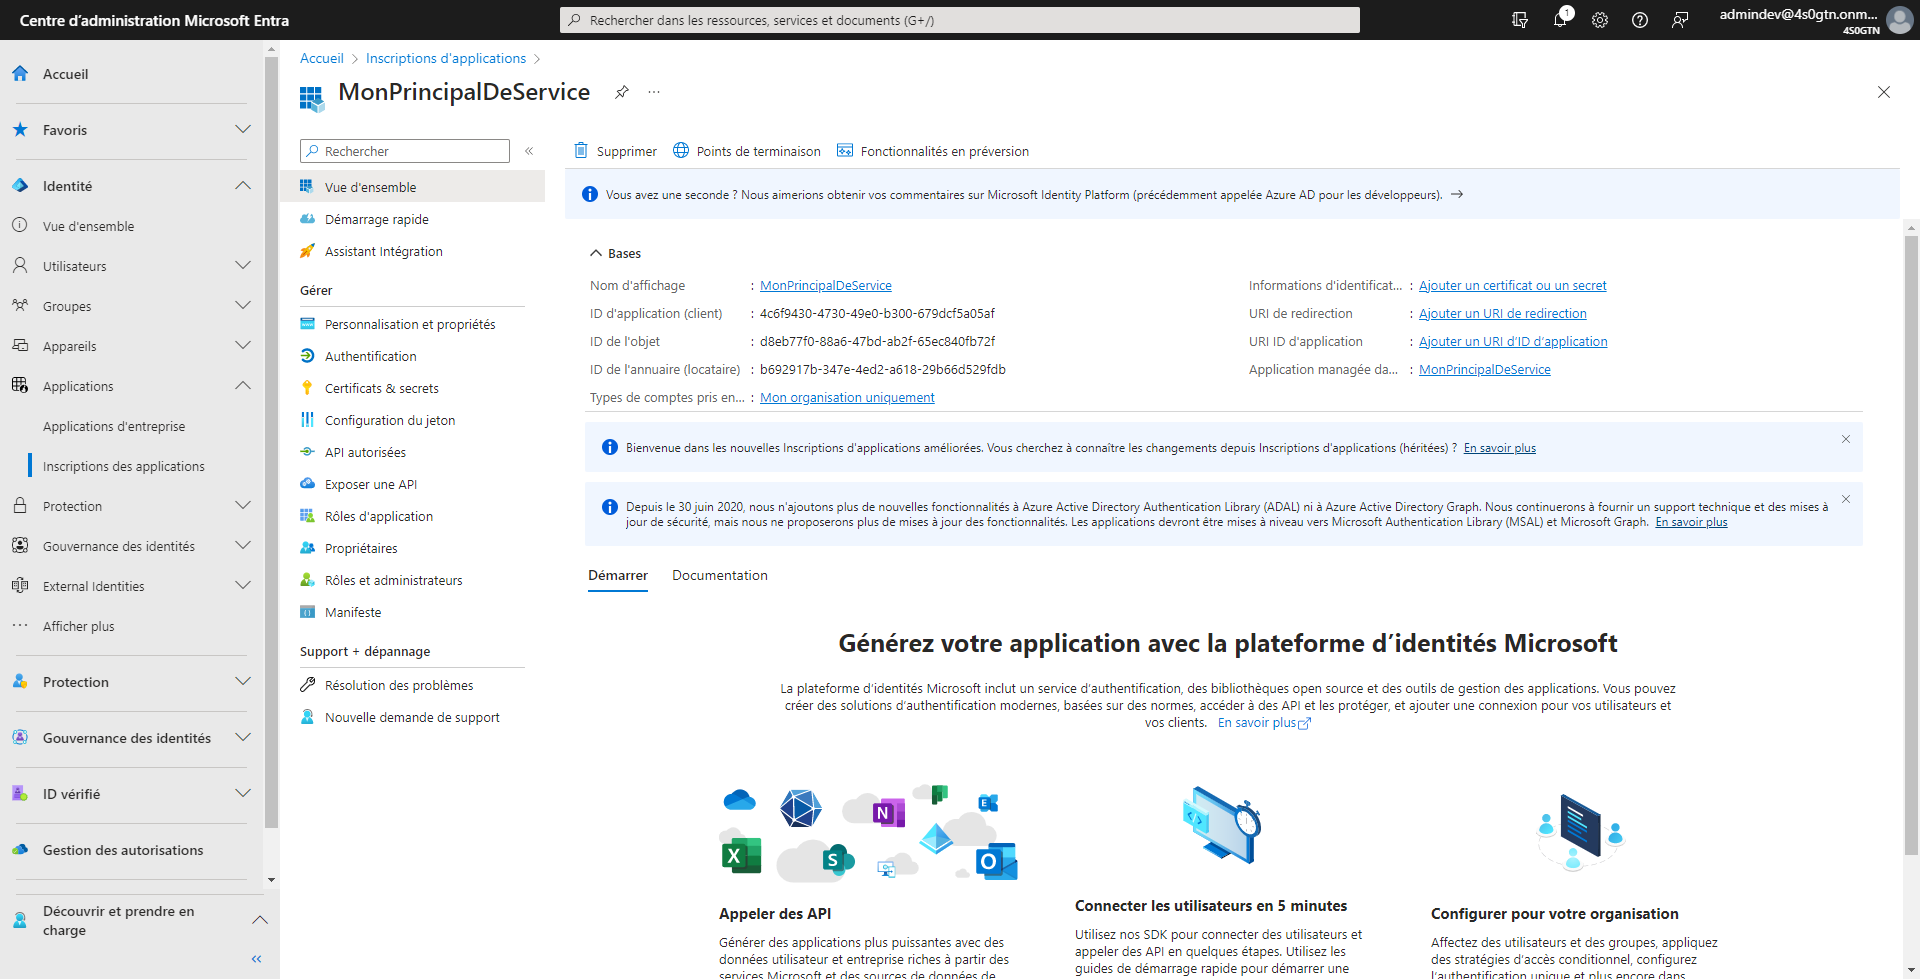 Centre d’administration Microsoft Entra
Rechercher dans les ressources, services et documents (G+/)
1
admindev@4s0gtn.onm...
4S0GTN
Accueil
Favoris
Identité
Vue d'ensemble
Utilisateurs
Groupes
Appareils
Applications
Applications d'entreprise
Inscriptions des applications
Protection
Gouvernance des identités
External Identities
Afficher plus
Protection
Gouvernance des identités
ID vérifié
Gestion des autorisations
Découvrir et prendre en
charge
Accueil
Inscriptions d'applications
MonPrincipalDeService
Rechercher
Vue d'ensemble
Démarrage rapide
Assistant Intégration
Gérer
Personnalisation et propriétés
Authentification
Certificats & secrets
Configuration du jeton
API autorisées
Exposer une API
Rôles d'application
Propriétaires
Rôles et administrateurs
Manifeste
Support + dépannage
Résolution des problèmes
Nouvelle demande de support
Supprimer
Points de terminaison
Fonctionnalités en préversion
Vous avez une seconde ? Nous aimerions obtenir vos commentaires sur Microsoft Identity Platform (précédemment appelée Azure AD pour les développeurs).
Bases
Nom d'affichage : MonPrincipalDeService
ID d'application (client) : 4c6f9430-4730-49e0-b300-679dcf5a05af
ID de l'objet : d8eb77f0-88a6-47bd-ab2f-65ec840fb72f
ID de l'annuaire (locataire) : b692917b-347e-4ed2-a618-29b66d529fdb
Types de comptes pris en... : Mon organisation uniquement
Informations d'identificat... : Ajouter un certificat ou un secret
URI de redirection : Ajouter un URI de redirection
URI ID d'application : Ajouter un URI d’ID d’application
Application managée da... : MonPrincipalDeService
Bienvenue dans les nouvelles Inscriptions d'applications améliorées. Vous cherchez à connaître les changements depuis Inscriptions d'applications (héritées) ? En savoir plus
Depuis le 30 juin 2020, nous n'ajoutons plus de nouvelles fonctionnalités à Azure Active Directory Authentication Library (ADAL) ni à Azure Active Directory Graph. Nous continuerons à fournir un support technique et des mises à
jour de sécurité, mais nous ne proposerons plus de mises à jour des fonctionnalités. Les applications devront être mises à niveau vers Microsoft Authentication Library (MSAL) et Microsoft Graph. En savoir plus
Démarrer
Documentation
Générez votre application avec la plateforme d’identités Microsoft
La plateforme d’identités Microsoft inclut un service d’authentification, des bibliothèques open source et des outils de gestion des applications. Vous pouvez
créer des solutions d’authentification modernes, basées sur des normes, accéder à des API et les protéger, et ajouter une connexion pour vos utilisateurs et
vos clients. En savoir plus
N
E
X
S
O
Appeler des API
Générer des applications plus puissantes avec des
données utilisateur et entreprise riches à partir des
services Microsoft et des sources de données de
Connecter les utilisateurs en 5 minutes
Utilisez nos SDK pour connecter des utilisateurs et
appeler des API en quelques étapes. Utilisez les
guides de démarrage rapide pour démarrer une
Configurer pour votre organisation
Affectez des utilisateurs et des groupes, appliquez
des stratégies d’accès conditionnel, configurez
l’authentification unique et plus encore dans